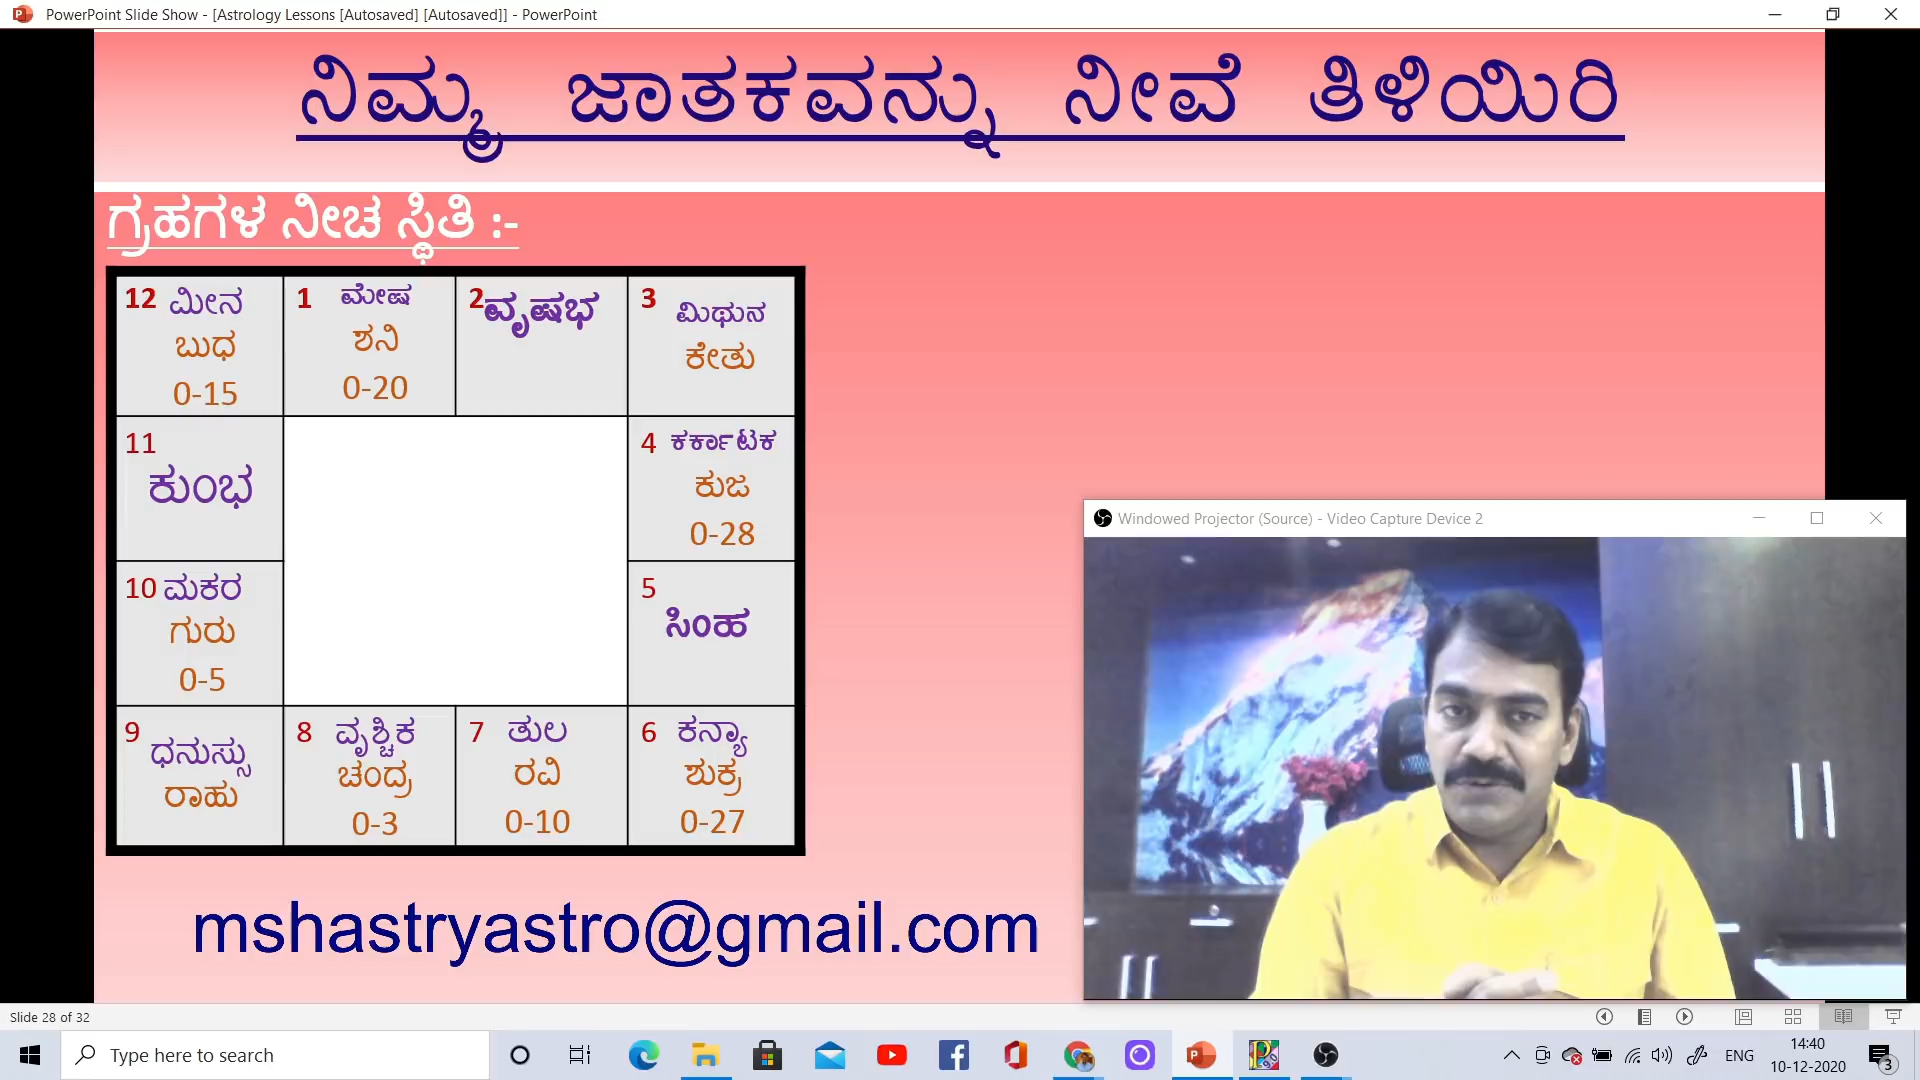 PowerPoint Slide Show - [Astrology Lessons [Autosaved] [Autosaved]] - PowerPoint
ನಿಮ್ಮ ಜಾತಕವನ್ನು ನೀವೆ ತಿಳಿಯಿರಿ
ಗ್ರಹಗಳ ನೀಚ ಸ್ಥಿತಿ :-
12 ಮೀನ
ಬುಧ
0-15
1 ಮೇಷ
ಶನಿ
0-20
2 ವೃಷಭ
3 ಮಿಥುನ
ಕೇತು
11
ಕುಂಭ
4 ಕರ್ಕಾಟಕ
ಕುಜ
0-28
10 ಮಕರ
ಗುರು
0-5
5
ಸಿಂಹ
9
ಧನುಸ್ಸು
ರಾಹು
8 ವೃಶ್ಚಿಕ
ಚಂದ್ರ
0-3
7 ತುಲ
ರವಿ
0-10
6 ಕನ್ಯಾ
ಶುಕ್ರ
0-27
mshastryastro@gmail.com
Windowed Projector (Source) - Video Capture Device 2
Slide 28 of 32
Type here to search
ENG
14:40
10-12-2020
3